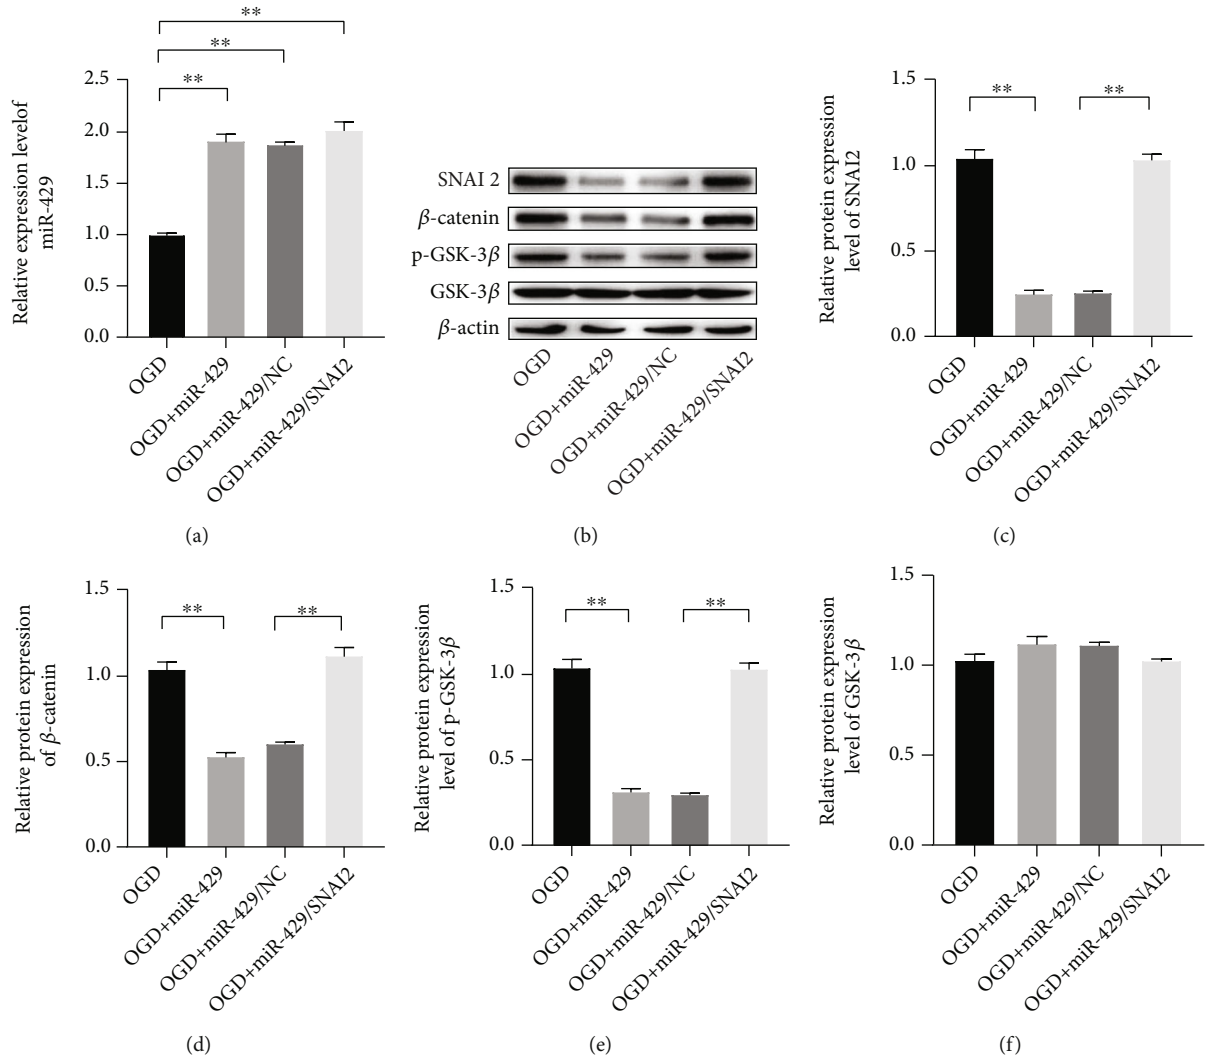 **
**
**
2.5
2.0
1.5
1.0
0.5
0.0
Relative expression levelof
miR-429
OGD
OGD+miR-429
OGD+miR-429/NC
OGD+miR-429/SNAI2
(a)
SNAI 2
β-catenin
p-GSK-3β
GSK-3β
β-actin
OGD
OGD+miR-429
OGD+miR-429/NC
OGD+miR-429/SNAI2
(b)
**
**
1.5
1.0
0.5
0.0
Relative protein expression
level of SNAI2
OGD
OGD+miR-429
OGD+miR-429/NC
OGD+miR-429/SNAI2
(c)
**
**
1.5
1.0
0.5
0.0
Relative protein expression
of β-catenin
OGD
OGD+miR-429
OGD+miR-429/NC
OGD+miR-429/SNAI2
(d)
**
**
1.5
1.0
0.5
0.0
Relative protein expression
level of p-GSK-3β
OGD
OGD+miR-429
OGD+miR-429/NC
OGD+miR-429/SNAI2
(e)
1.5
1.0
0.5
0.0
Relative protein expression
level of GSK-3β
OGD
OGD+miR-429
OGD+miR-429/NC
OGD+miR-429/SNAI2
(f)